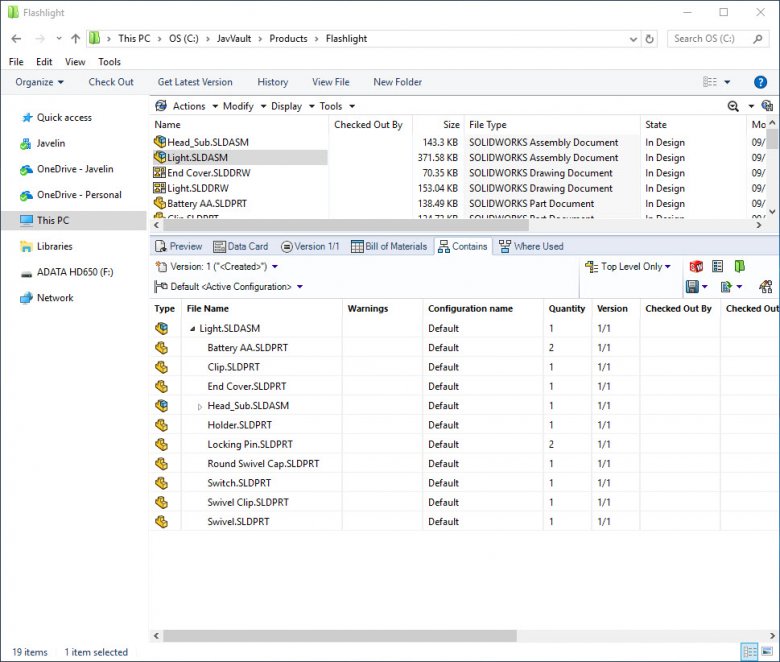 Flashlight
This PC > OS (C:) > JavVault > Products > Flashlight
Search OS (C:)
File Edit View Tools
Organize Check Out Get Latest Version History View File New Folder
Quick access
Javelin
OneDrive - Javelin
OneDrive - Personal
This PC
Libraries
ADATA HD650 (F:)
Network
Actions Modify Display Tools
Name Checked Out By Size File Type State Mo
Head_Sub.SLDASM 143.3 KB SOLIDWORKS Assembly Document In Design 09/
Light.SLDASM 371.58 KB SOLIDWORKS Assembly Document In Design 09/
End Cover.SLDDRW 70.35 KB SOLIDWORKS Drawing Document In Design 09/
Light.SLDDRW 153.04 KB SOLIDWORKS Drawing Document In Design 09/
Battery AA.SLDPRT 138.49 KB SOLIDWORKS Part Document In Design 09/
Clip.SLDPRT SOLIDWORKS Part Document In Design
Preview Data Card Version 1/1 Bill of Materials Contains Where Used
Version: 1 ("<Created>") Top Level Only
Default <Active Configuration>
Type File Name Warnings Configuration name Quantity Version Checked Out By Checked Out
Light.SLDASM Default 1 1/1
Battery AA.SLDPRT Default 2 1/1
Clip.SLDPRT Default 1 1/1
End Cover.SLDPRT Default 1 1/1
Head_Sub.SLDASM Default 1 1/1
Holder.SLDPRT Default 1 1/1
Locking Pin.SLDPRT Default 2 1/1
Round Swivel Cap.SLDPRT Default 1 1/1
Switch.SLDPRT Default 1 1/1
Swivel Clip.SLDPRT Default 1 1/1
Swivel.SLDPRT Default 1 1/1
19 items 1 item selected